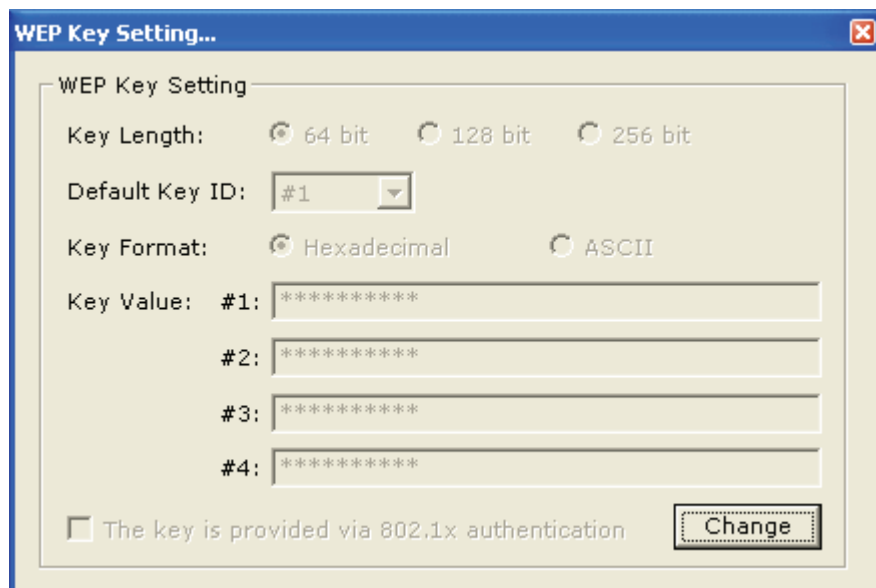 WEP Key Setting...
WEP Key Setting
Key Length: 64 bit 128 bit 256 bit
Default Key ID: #1
Key Format: Hexadecimal ASCII
Key Value: #1: **********
#2: **********
#3: **********
#4: **********
The key is provided via 802.1x authentication Change